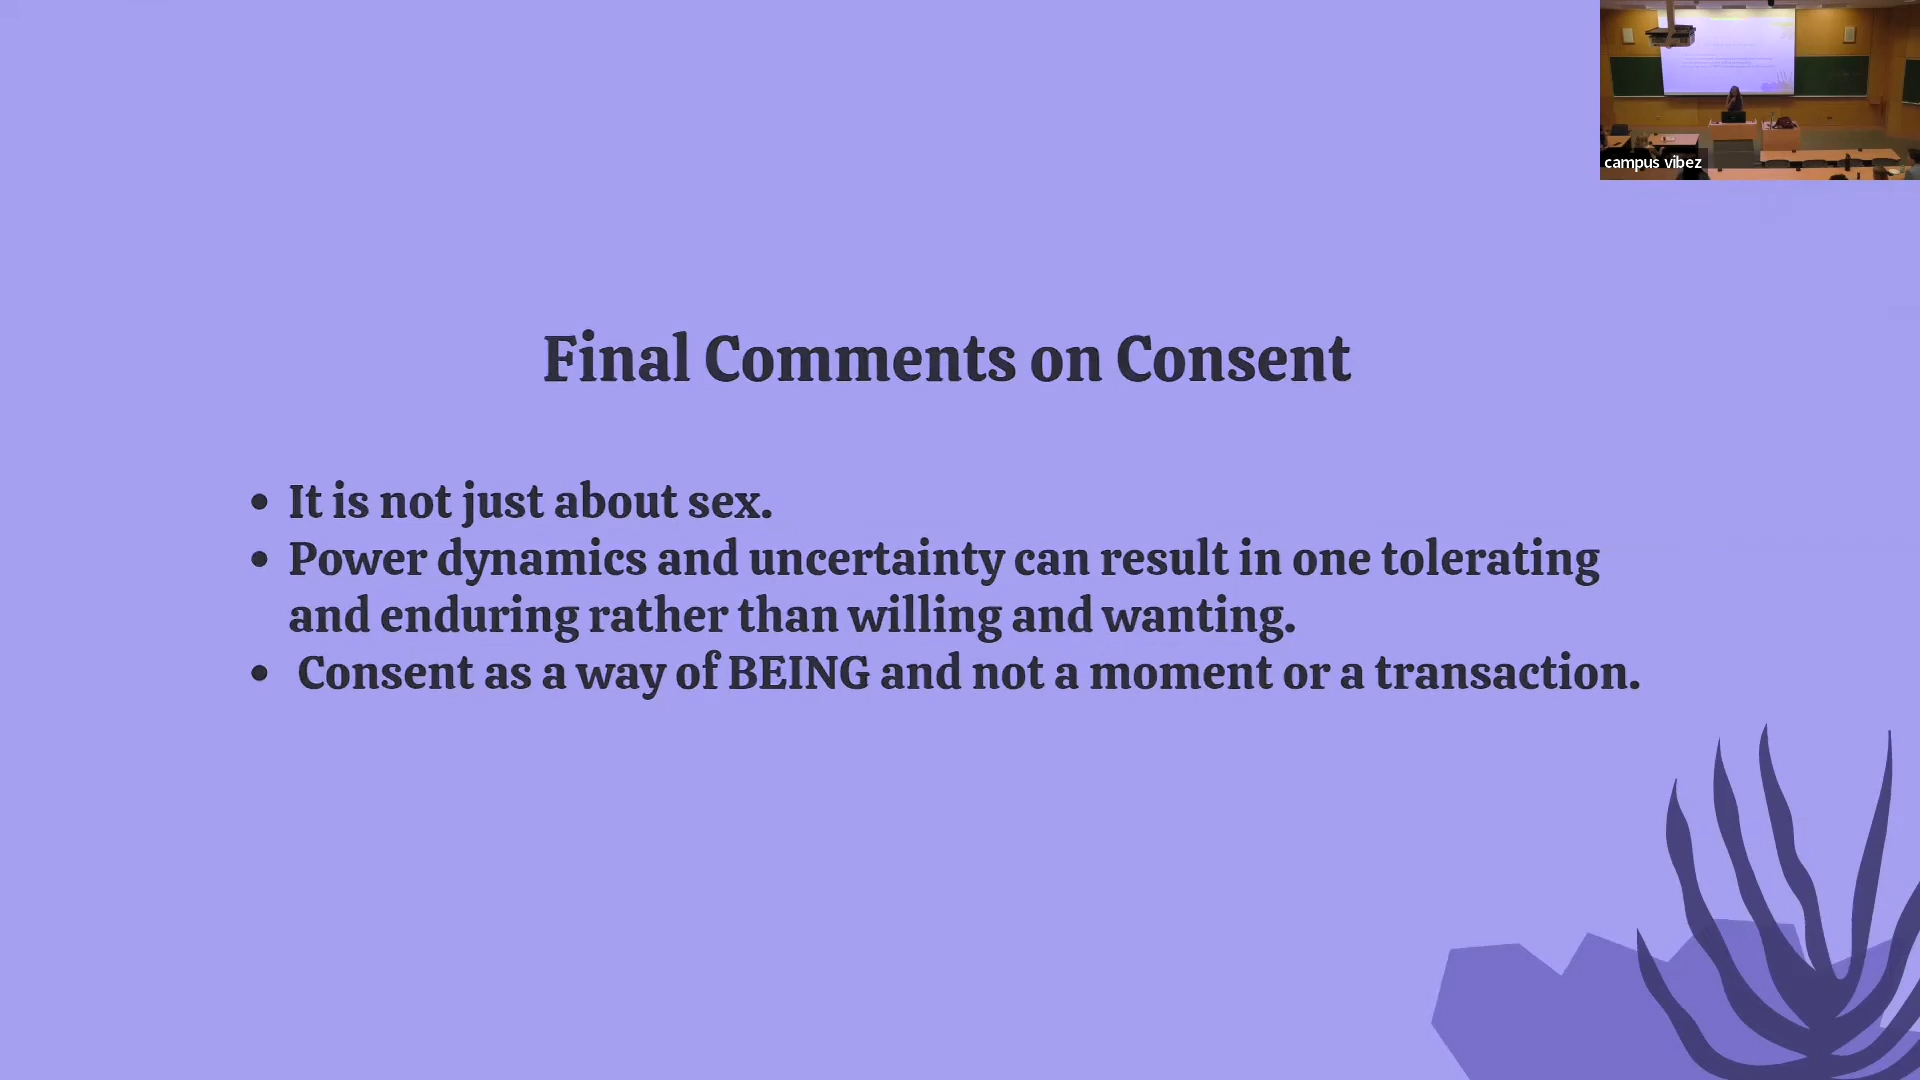 campus vibez
Final Comments on Consent
• It is not just about sex.
• Power dynamics and uncertainty can result in one tolerating
and enduring rather than willing and wanting.
• Consent as a way of BEING and not a moment or a transaction.